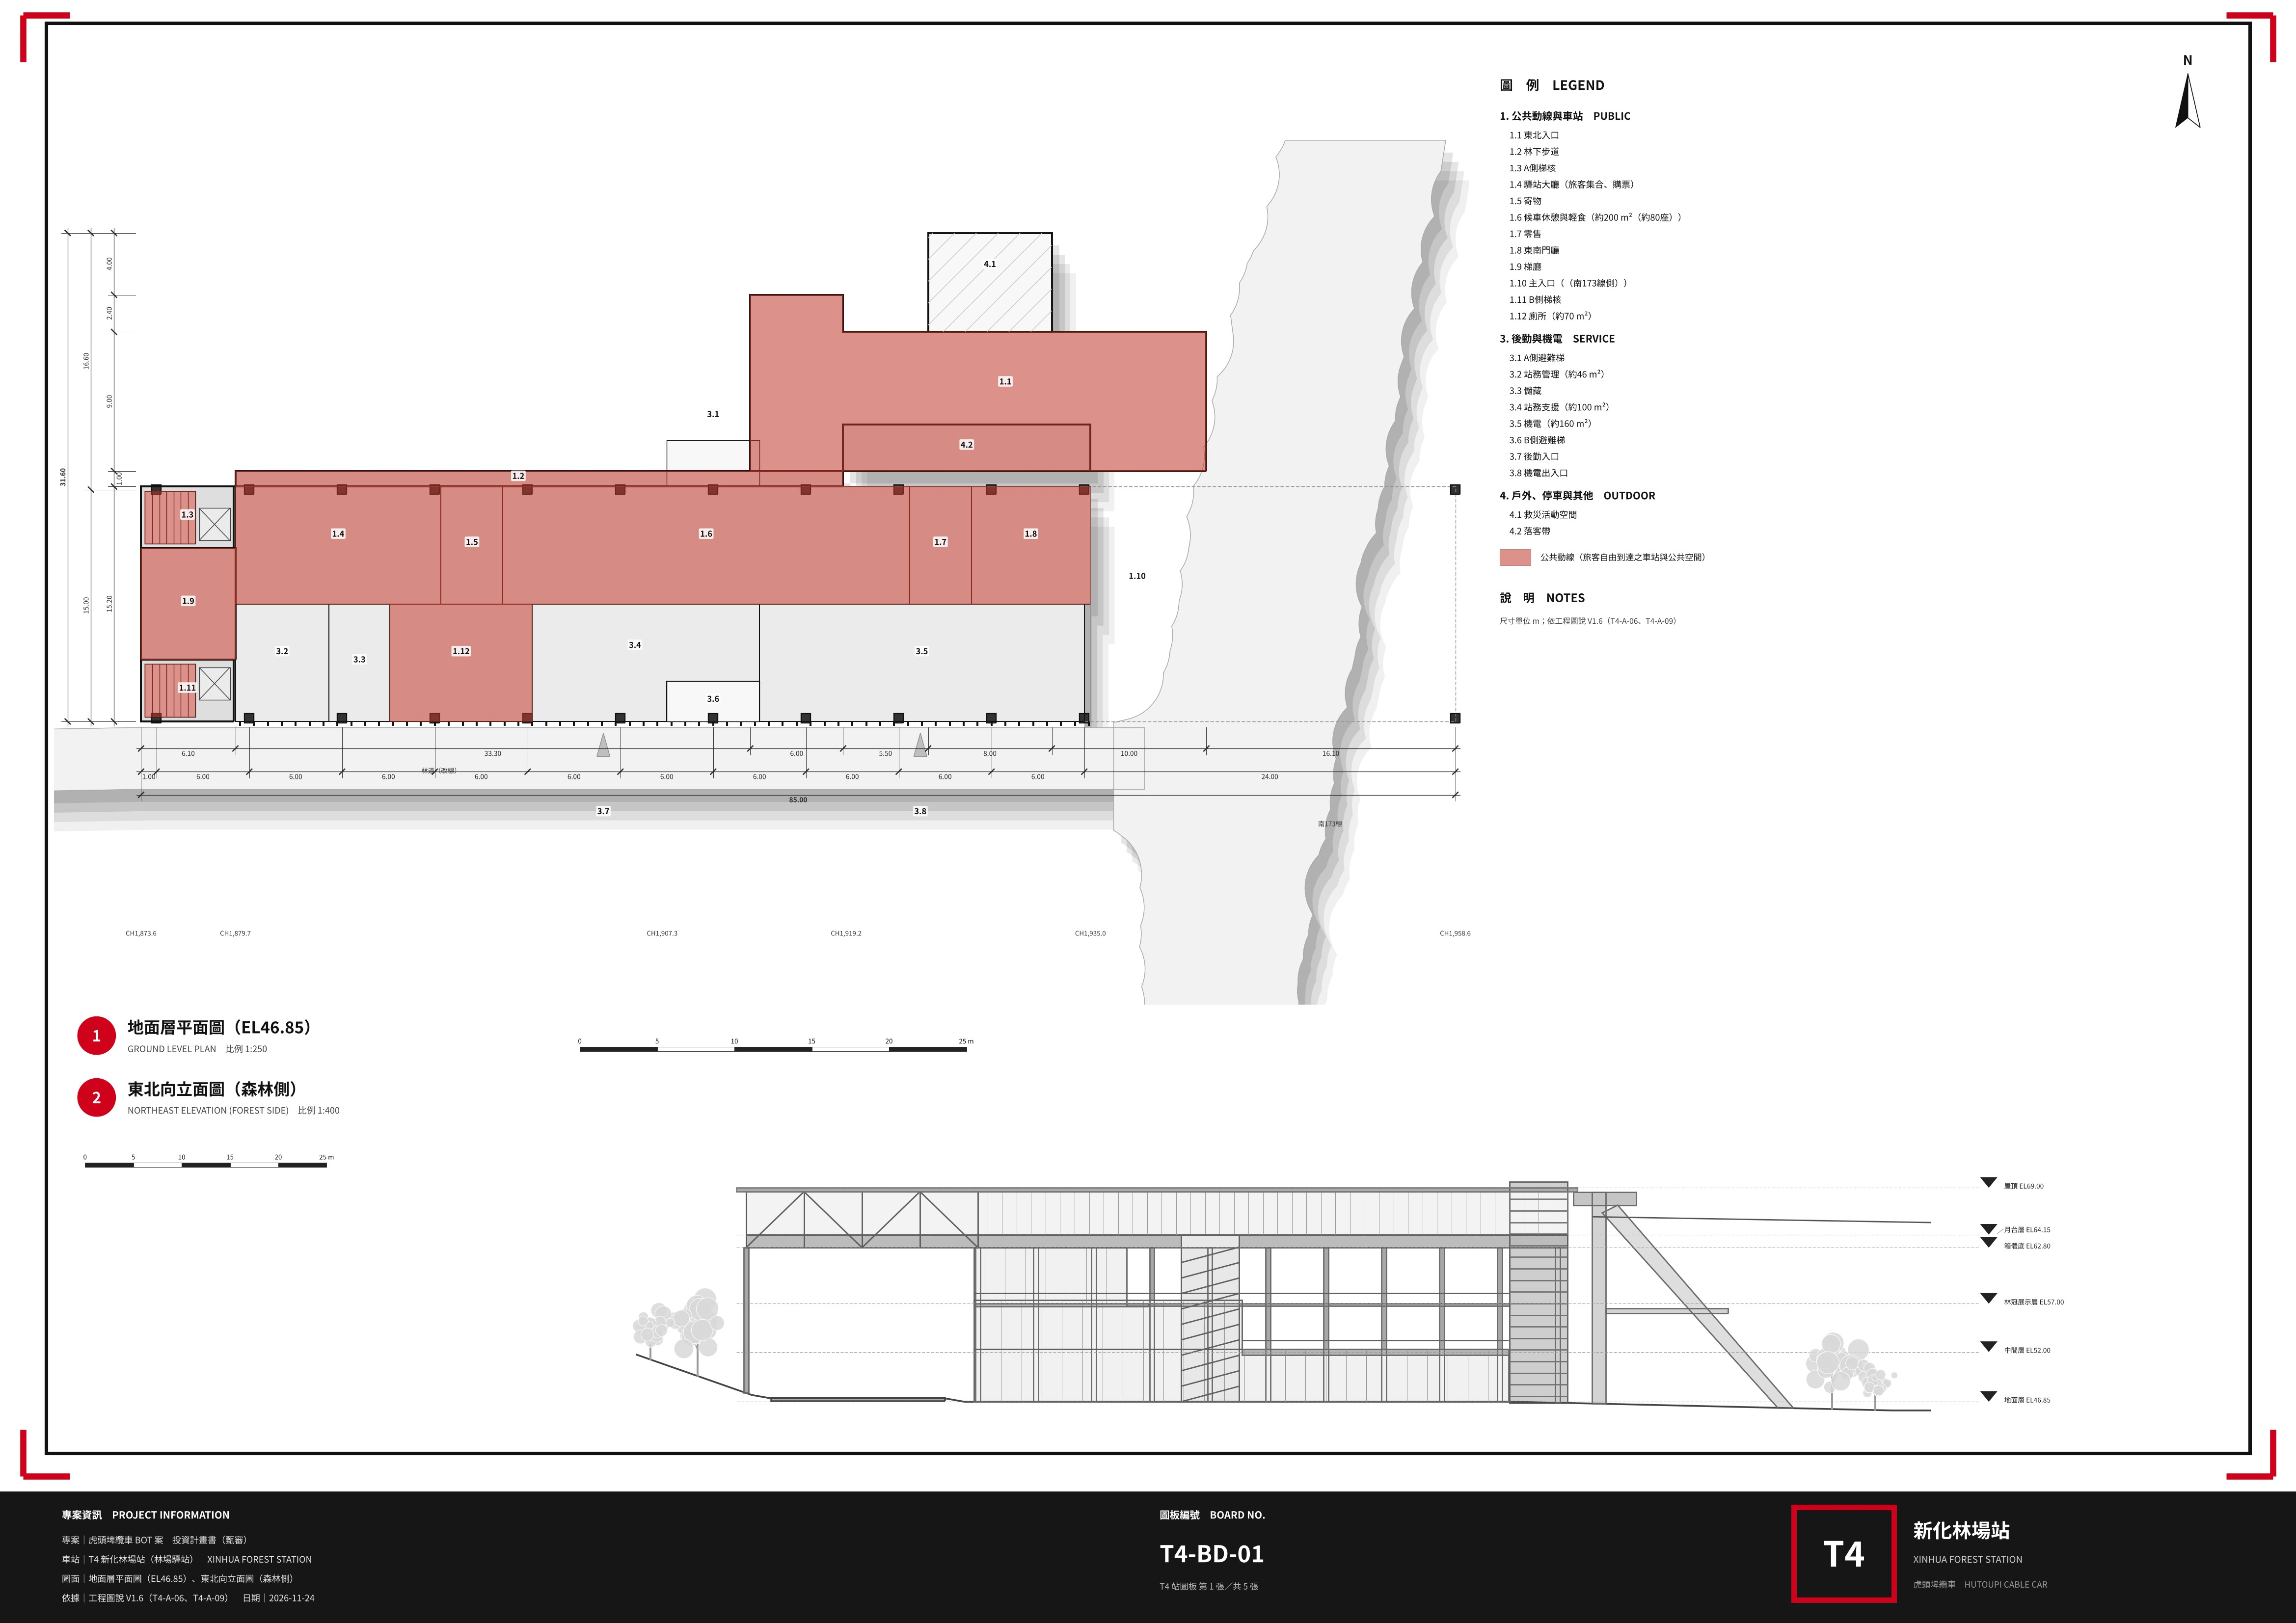 N
圖 例 LEGEND
1. 公共動線與車站 PUBLIC
1.1 東北入口
1.2 林下步道
1.3 A側梯核
1.4 驛站大廳（旅客集合、購票）
1.5 寄物
1.6 候車休憩與輕食（約200 m²（約80座））
1.7 零售
1.8 東南門廳
1.9 梯廳
1.10 主入口（（南173線側））
1.11 B側梯核
1.12 廁所（約70 m²）
3. 後勤與機電 SERVICE
3.1 A側避難梯
3.2 站務管理（約46 m²）
3.3 儲藏
3.4 站務支援（約100 m²）
3.5 機電（約160 m²）
3.6 B側避難梯
3.7 後勤入口
3.8 機電出入口
4. 戶外、停車與其他 OUTDOOR
4.1 救災活動空間
4.2 落客帶
公共動線（旅客自由到達之車站與公共空間）
說 明 NOTES
尺寸單位 m；依工程圖說 V1.6（T4-A-06、T4-A-09）
4.1
1.1
3.1
4.2
1.2
1.3
1.4
1.5
1.6
1.7
1.8
1.10
1.9
3.2
3.3
1.12
3.4
3.5
1.11
3.6
4.00
2.40
16.60
9.00
1.00
31.60
15.00
15.20
6.10
33.30
6.00
5.50
8.00
10.00
16.10
林道（改線）
1.00
6.00
6.00
6.00
6.00
6.00
6.00
6.00
6.00
6.00
6.00
24.00
85.00
3.7
3.8
南173線
CH1,873.6
CH1,879.7
CH1,907.3
CH1,919.2
CH1,935.0
CH1,958.6
1
地面層平面圖（EL46.85）
GROUND LEVEL PLAN 比例 1:250
0 5 10 15 20 25 m
2
東北向立面圖（森林側）
NORTHEAST ELEVATION (FOREST SIDE) 比例 1:400
0 5 10 15 20 25 m
屋頂 EL69.00
月台層 EL64.15
箱體底 EL62.80
林冠展示層 EL57.00
中間層 EL52.00
地面層 EL46.85
專案資訊 PROJECT INFORMATION
專案｜虎頭埤纜車 BOT 案 投資計畫書（甄審）
車站｜T4 新化林場站（林場驛站） XINHUA FOREST STATION
圖面｜地面層平面圖（EL46.85）、東北向立面圖（森林側）
依據｜工程圖說 V1.6（T4-A-06、T4-A-09） 日期｜2026-11-24
圖板編號 BOARD NO.
T4-BD-01
T4 站圖板 第 1 張／共 5 張
T4
新化林場站
XINHUA FOREST STATION
虎頭埤纜車 HUTOUPI CABLE CAR